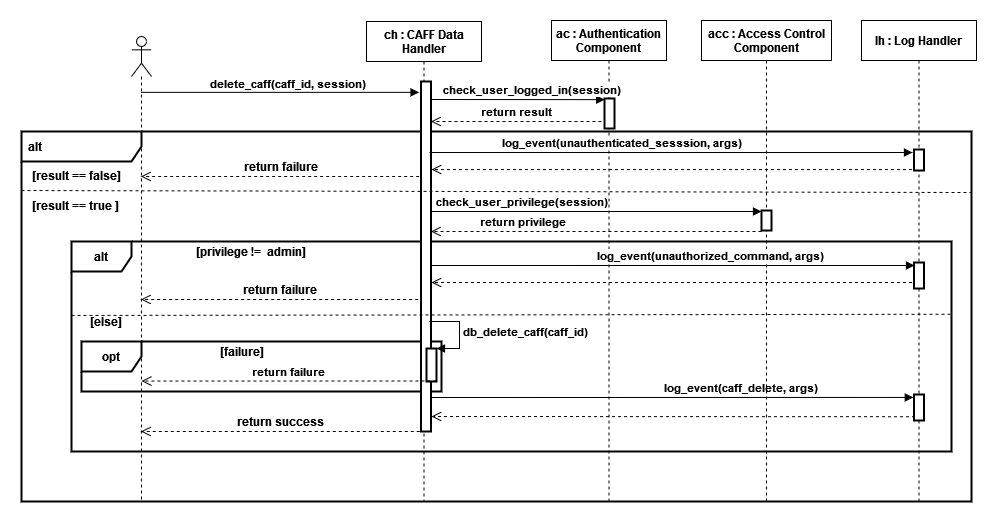 ch : CAFF Data
Handler
ac : Authentication
Component
acc : Access Control
Component
lh : Log Handler
delete_caff(caff_id, session)
check_user_logged_in(session)
return result
alt
log_event(unauthenticated_sesssion, args)
return failure
[result == false]
[result == true ]
check_user_privilege(session)
return privilege
alt
[privilege != admin]
log_event(unauthorized_command, args)
return failure
[else]
db_delete_caff(caff_id)
opt
[failure]
return failure
log_event(caff_delete, args)
return success